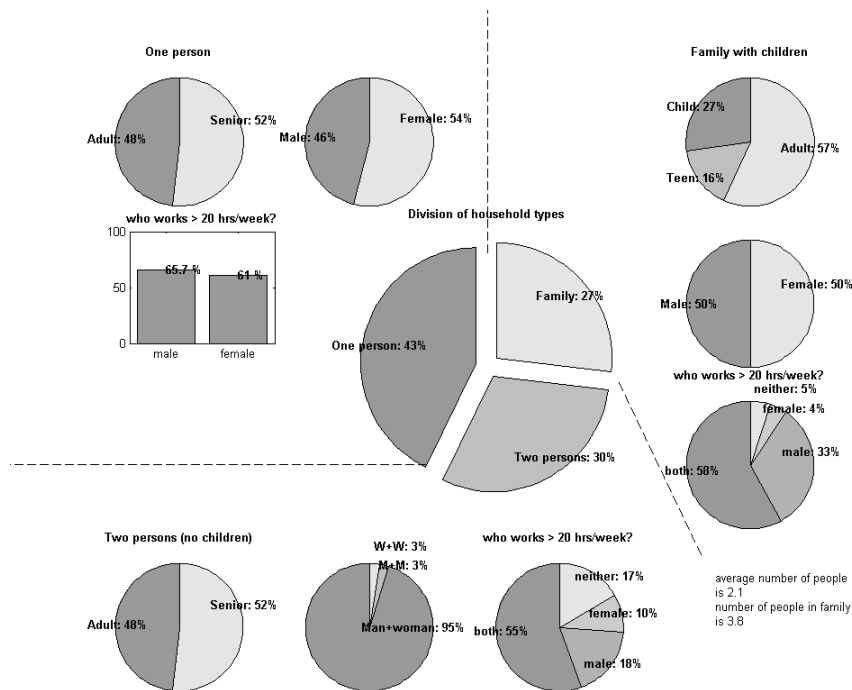 One person
Senior: 52%
Adult: 48%
Female: 54%
Male: 46%
who works > 20 hrs/week?
100
50
0
65.7 %
61 %
male
female
Division of household types
Family: 27%
One person: 43%
Two persons: 30%
Family with children
Child: 27%
Adult: 57%
Teen: 16%
Female: 50%
Male: 50%
who works > 20 hrs/week?
neither: 5%
female: 4%
male: 33%
both: 58%
Two persons (no children)
Senior: 52%
Adult: 48%
W+W: 3%
M+M: 3%
Man+woman: 95%
who works > 20 hrs/week?
neither: 17%
female: 10%
both: 55%
male: 18%
average number of people
is 2.1
number of people in family
is 3.8